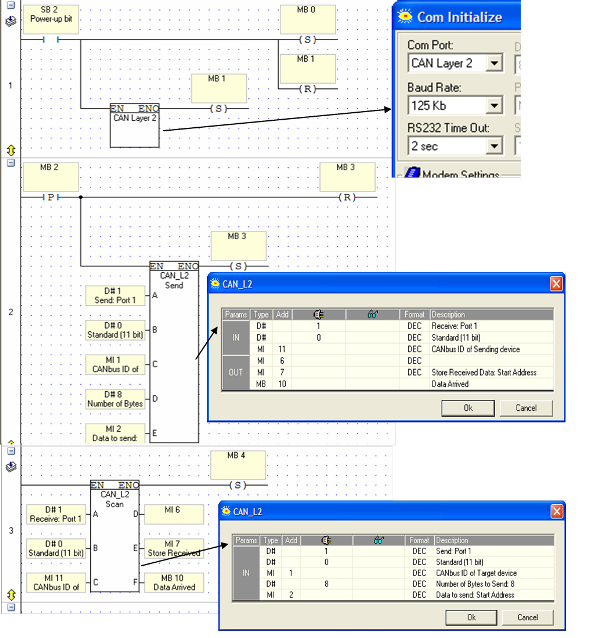 SB 2
Power-up bit
MB 0
( S )
MB 1
( R )
MB 1
( S )
EN ENO
CAN Layer 2
1
Com Initialize
Com Port:
CAN Layer 2
Baud Rate:
125 Kb
RS232 Time Out:
2 sec
Modem Settings
MB 2
P
MB 3
( R )
MB 3
( S )
EN ENO
CAN_L2
Send
D# 1
Send: Port 1
A
D# 0
Standard (11 bit)
B
MI 1
CANbus ID of
C
D# 8
Number of Bytes
D
MI 2
Data to send:
E
2
CAN_L2
Params Type Add Format Description
IN D# 1 DEC Receive: Port 1
D# 0 DEC Standard (11 bit)
MI 11 DEC CANbus ID of Sending device
OUT MI 6 DEC
MI 7 DEC Store Received Data: Start Address
MB 10 Data Arrived
Ok Cancel
MB 4
( S )
EN ENO
CAN_L2
Scan
D# 1
Receive: Port 1
A
D
MI 6
D# 0
Standard (11 bit)
B
E
MI 7
Store Received
MI 11
CANbus ID of
C
F
MB 10
Data Arrived
3
CAN_L2
Params Type Add Format Description
IN D# 1 DEC Send: Port 1
D# 0 DEC Standard (11 bit)
MI 1 DEC CANbus ID of Target device
D# 8 DEC Number of Bytes to Send: 8
MI 2 DEC Data to send: Start Address
Ok Cancel